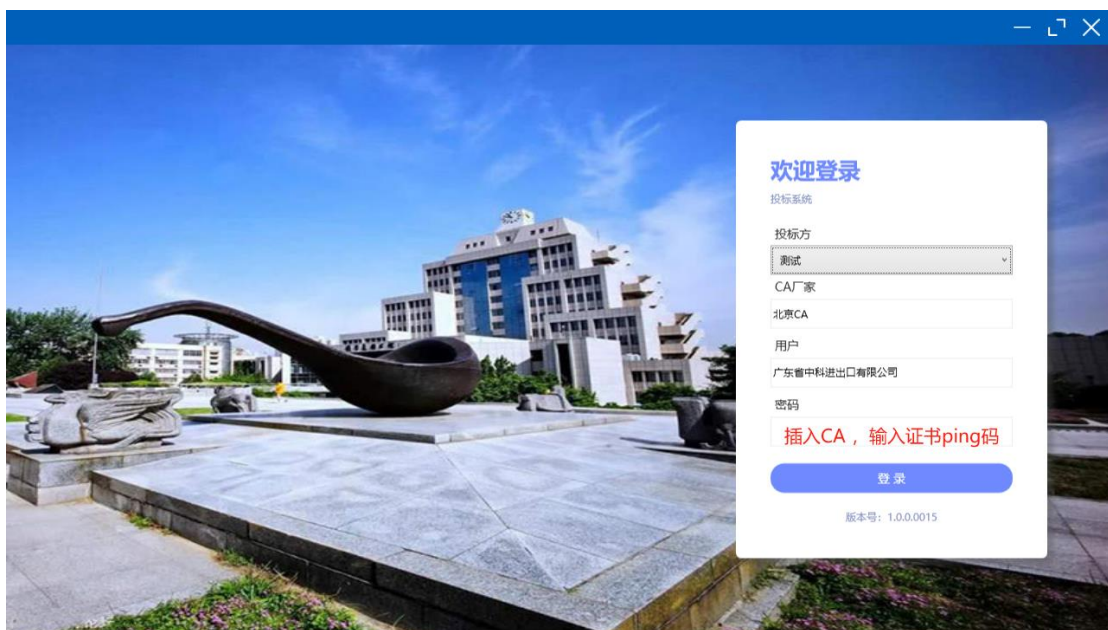 欢迎登录
投标系统
投标方
测试
CA厂家
北京CA
用户
广东省中科进出口有限公司
密码
插入CA ，输入证书ping码
登 录
版本号：1.0.0.0015